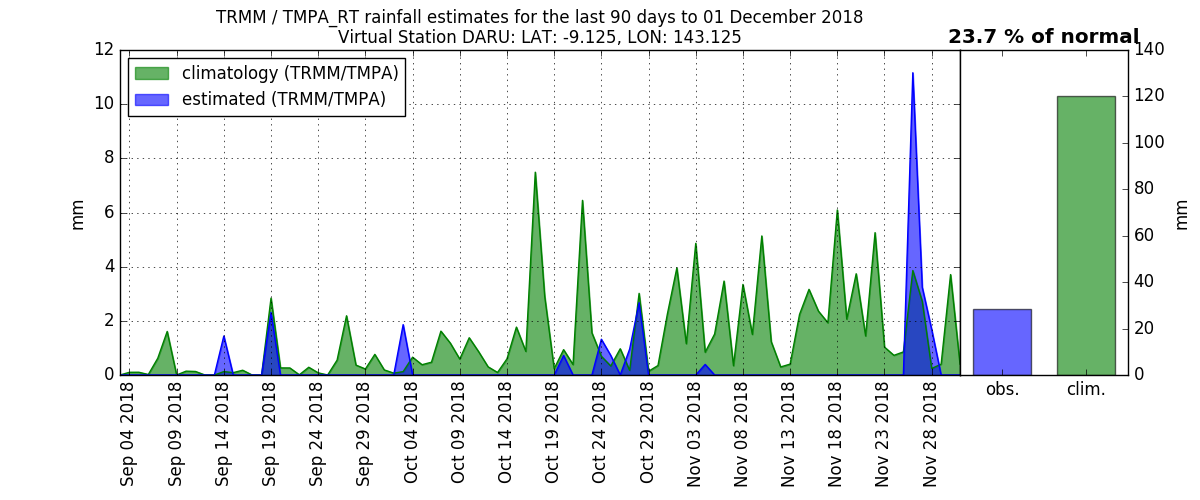 TRMM / TMPA_RT rainfall estimates for the last 90 days to 01 December 2018
Virtual Station DARU: LAT: -9.125, LON: 143.125
23.7 % of normal
climatology (TRMM/TMPA)
estimated (TRMM/TMPA)
12
10
8
6
4
2
0
mm
140
120
100
80
60
40
20
0
mm
Sep 04 2018
Sep 09 2018
Sep 14 2018
Sep 19 2018
Sep 24 2018
Sep 29 2018
Oct 04 2018
Oct 09 2018
Oct 14 2018
Oct 19 2018
Oct 24 2018
Oct 29 2018
Nov 03 2018
Nov 08 2018
Nov 13 2018
Nov 18 2018
Nov 23 2018
Nov 28 2018
obs.
clim.